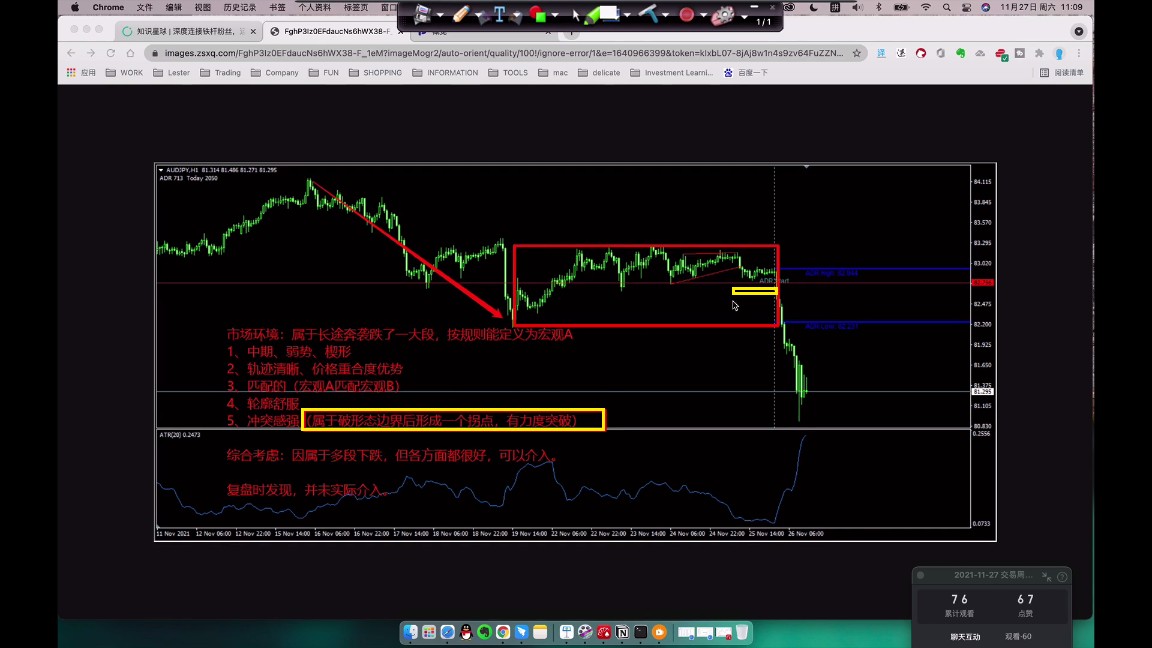 Chrome 文件 编辑 视图 历史记录 书签 个人资料 标签页 窗口
1/1
拼
11月27日 周六 11:09
知识星球 | 深度连接铁杆粉丝,
FghP3Iz0EFdaucNs6hWX38-F_
images.zsxq.com/FghP3Iz0EFdaucNs6hWX38-F_1eM?imageMogr2/auto-orient/quality/100!/ignore-error/1&e=1640966399&token=kIxbL07-8jAj8w1n4s9zv64FuZZN...
应用 WORK Lester Trading Company FUN SHOPPING INFORMATION TOOLS mac delicate Investment Learni... 百度一下 阅读清单
AUDJPY,H1 81.314 81.486 81.271 81.295
ADR 713 Today 2050
84.115
83.845
83.570
83.295
83.020
82.475
82.200
81.925
81.650
81.375
81.295
81.105
80.830
市场环境:属于长途奔袭跌了一大段,按规则能定义为宏观A
1、中期、弱势、楔形
2、轨迹清晰、价格重合度优势
3、匹配的(宏观A匹配宏观B)
4、轮廓舒服
5、冲突感强(属于破形态边界后形成一个拐点,有力度突破)
ATR(20) 0.2473
0.2556
综合考虑:因属于多段下跌,但各方面都很好,可以介入。
复盘时发现,并未实际介入。
0.0733
11 Nov 2021 12 Nov 06:00 12 Nov 22:00 15 Nov 14:00 16 Nov 06:00 16 Nov 22:00 17 Nov 14:00 18 Nov 06:00 18 Nov 22:00 19 Nov 14:00 22 Nov 06:00 22 Nov 22:00 23 Nov 14:00 24 Nov 06:00 24 Nov 22:00 25 Nov 14:00 26 Nov 06:00
2021-11-27 交易周...
76 67
累计观看 点赞
聊天互动 观看·60